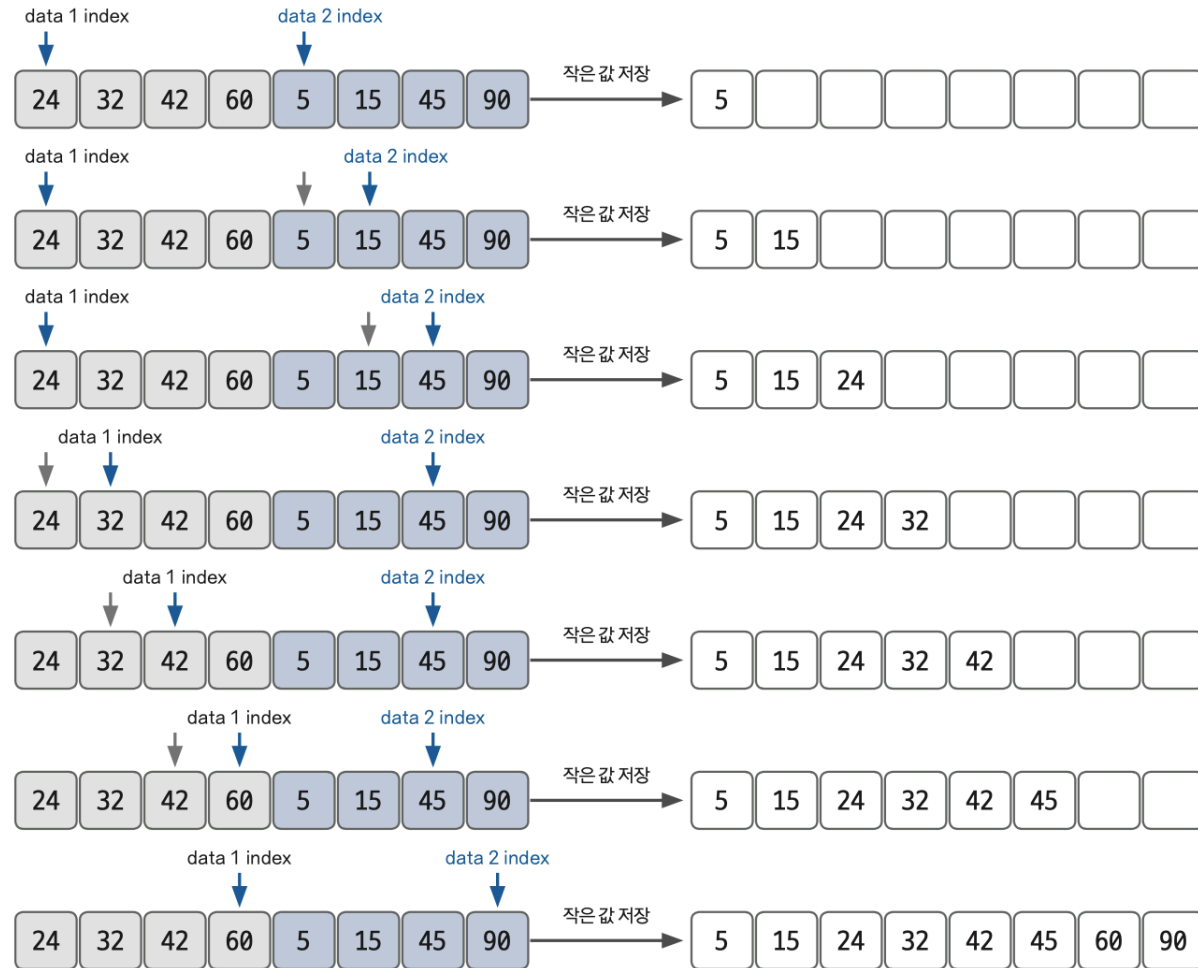 data 1 index data 2 index
24 32 42 60 5 15 45 90 작은 값 저장 5
data 1 index data 2 index
24 32 42 60 5 15 45 90 작은 값 저장 5 15
data 1 index data 2 index
24 32 42 60 5 15 45 90 작은 값 저장 5 15 24
data 1 index data 2 index
24 32 42 60 5 15 45 90 작은 값 저장 5 15 24 32
data 1 index data 2 index
24 32 42 60 5 15 45 90 작은 값 저장 5 15 24 32 42
data 1 index data 2 index
24 32 42 60 5 15 45 90 작은 값 저장 5 15 24 32 42 45
data 1 index data 2 index
24 32 42 60 5 15 45 90 작은 값 저장 5 15 24 32 42 45 60 90